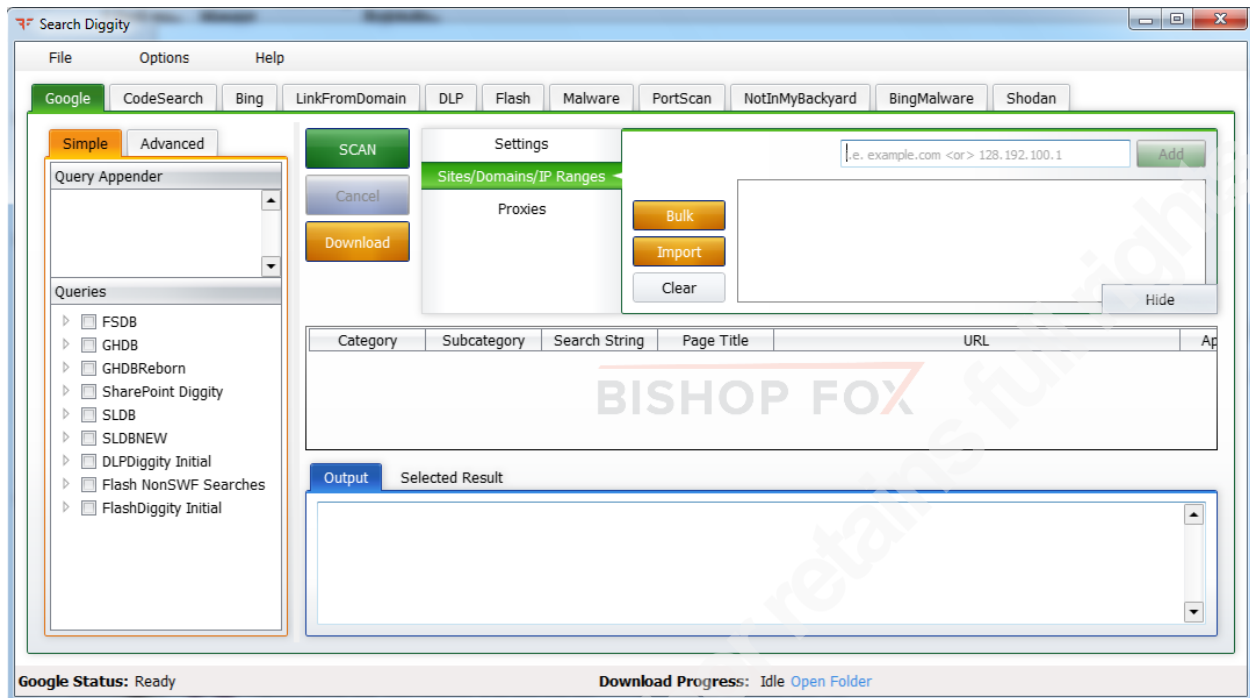 Search Diggity
File Options Help
Google CodeSearch Bing LinkFromDomain DLP Flash Malware PortScan NotInMyBackyard BingMalware Shodan
Simple Advanced
Query Appender
Queries
FSDB
GHDB
GHDBReborn
SharePoint Diggity
SLDB
SLDBNEW
DLPDiggity Initial
Flash NonSWF Searches
FlashDiggity Initial
SCAN
Cancel
Download
Settings
Sites/Domains/IP Ranges
Proxies
i.e. example.com <or> 128.192.100.1 Add
Bulk
Import
Clear
Hide
Category Subcategory Search String Page Title URL Ap
BISHOP FOX
Output Selected Result
Google Status: Ready Download Progress: Idle Open Folder
retains full rights